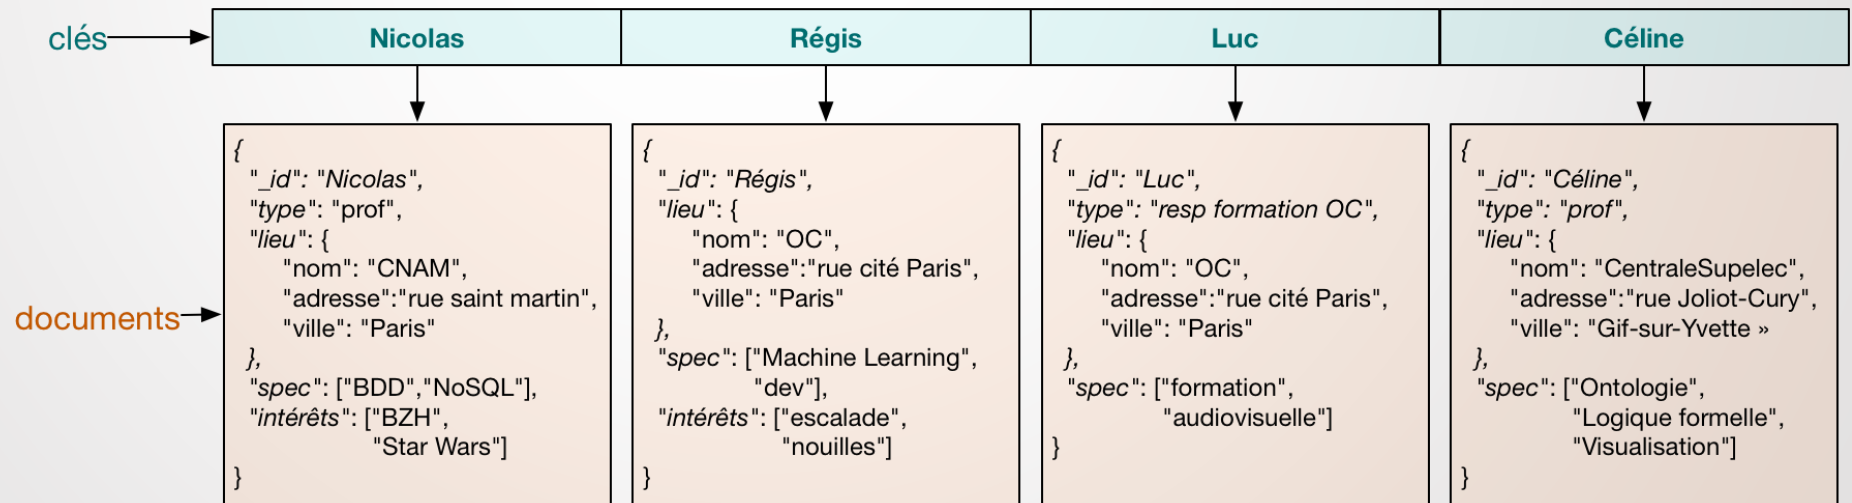 clés
Nicolas
Régis
Luc
Céline
documents
{
"_id": "Nicolas",
"type": "prof",
"lieu": {
"nom": "CNAM",
"adresse":"rue saint martin",
"ville": "Paris"
},
"spec": ["BDD","NoSQL"],
"intérêts": ["BZH",
"Star Wars"]
}
{
"_id": "Régis",
"lieu": {
"nom": "OC",
"adresse":"rue cité Paris",
"ville": "Paris"
},
"spec": ["Machine Learning",
"dev"],
"intérêts": ["escalade",
"nouilles"]
}
{
"_id": "Luc",
"type": "resp formation OC",
"lieu": {
"nom": "OC",
"adresse":"rue cité Paris",
"ville": "Paris"
},
"spec": ["formation",
"audiovisuelle"]
}
{
"_id": "Céline",
"type": "prof",
"lieu": {
"nom": "CentraleSupelec",
"adresse":"rue Joliot-Cury",
"ville": "Gif-sur-Yvette »
},
"spec": ["Ontologie",
"Logique formelle",
"Visualisation"]
}